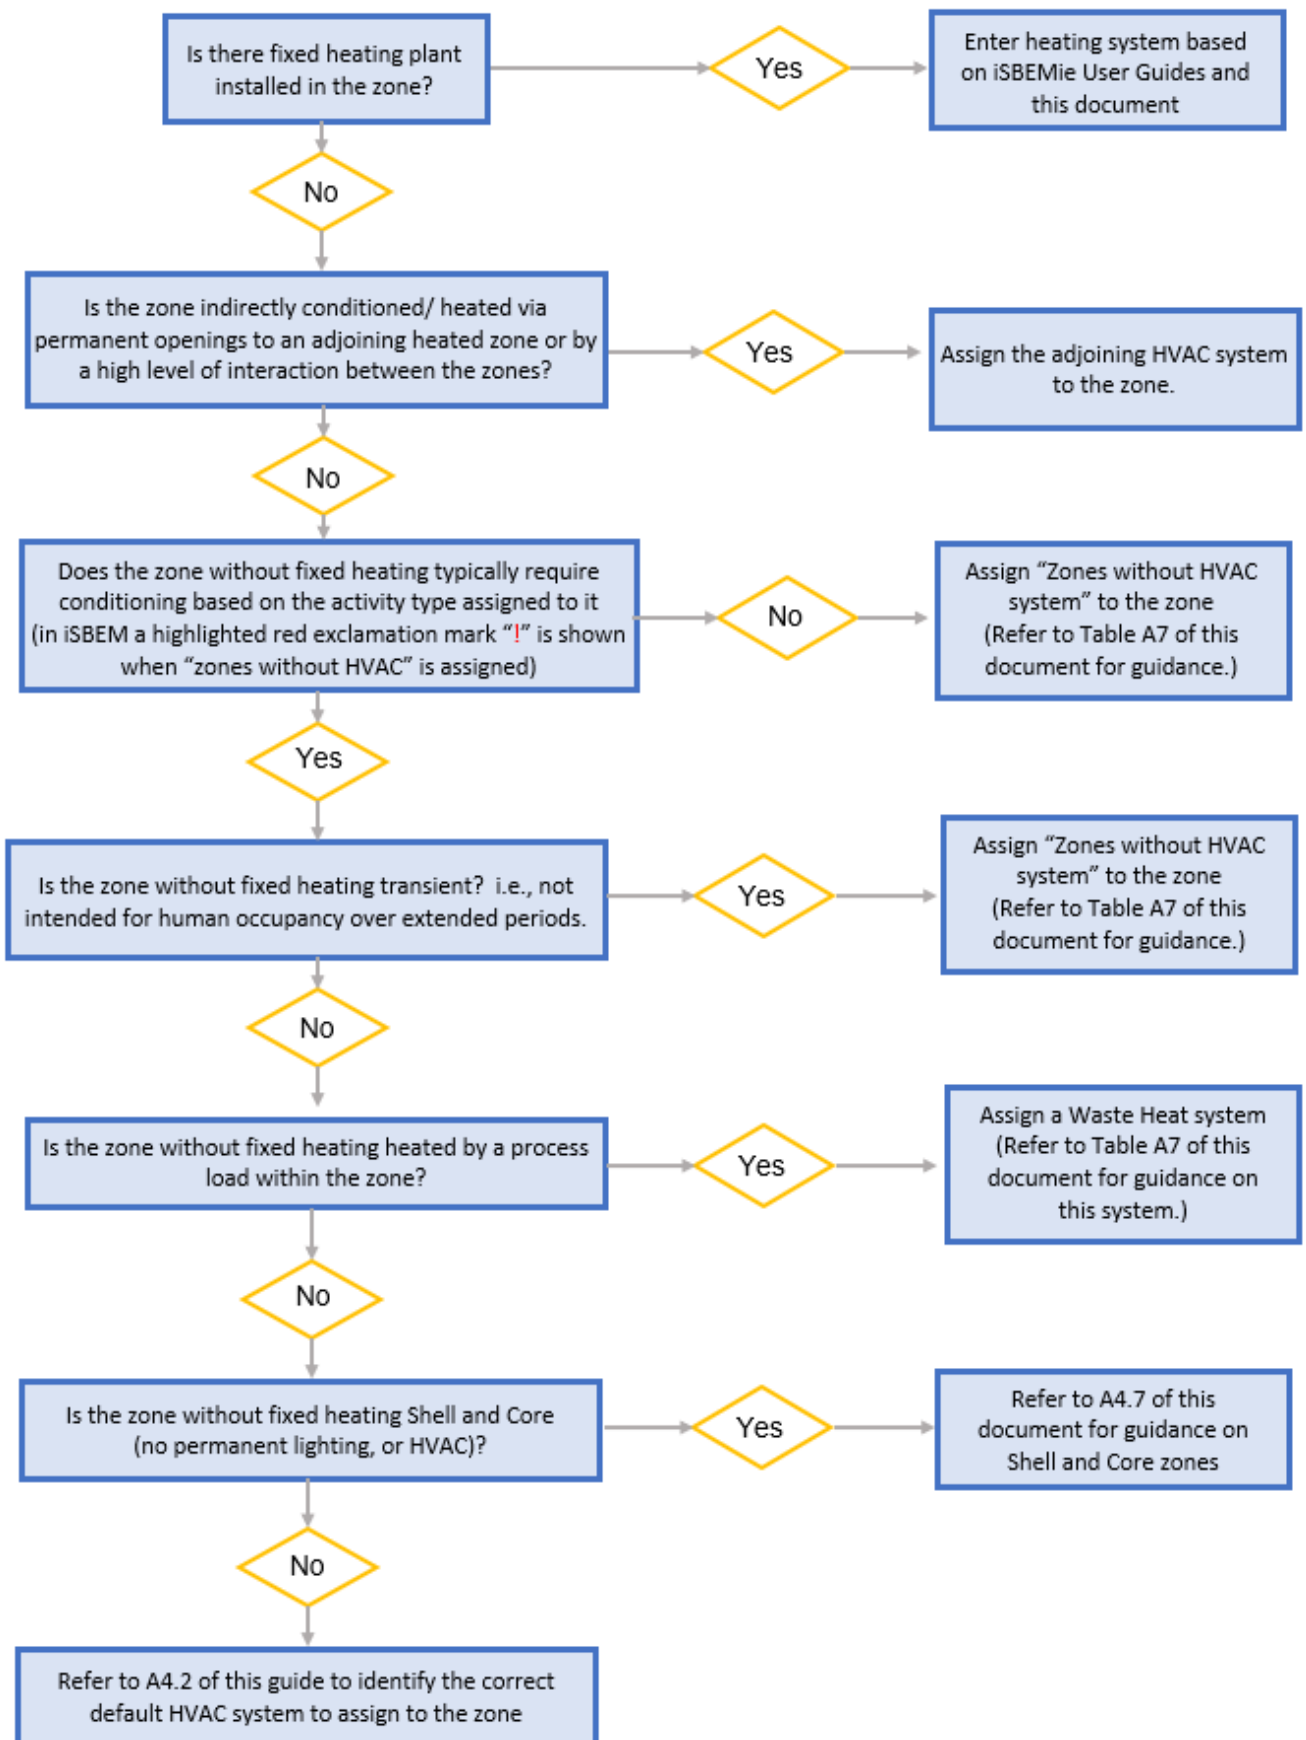 Is there fixed heating plant
installed in the zone?
Yes
Enter heating system based
on iSBEMie User Guides and
this document
No
Is the zone indirectly conditioned/ heated via
permanent openings to an adjoining heated zone or by
a high level of interaction between the zones?
Yes
Assign the adjoining HVAC system
to the zone.
No
Does the zone without fixed heating typically require
conditioning based on the activity type assigned to it
(in iSBEM a highlighted red exclamation mark “!” is shown
when “zones without HVAC” is assigned)
No
Assign “Zones without HVAC
system” to the zone
(Refer to Table A7 of this
document for guidance.)
Yes
Is the zone without fixed heating transient? i.e., not
intended for human occupancy over extended periods.
Yes
Assign “Zones without HVAC
system” to the zone
(Refer to Table A7 of this
document for guidance.)
No
Is the zone without fixed heating heated by a process
load within the zone?
Yes
Assign a Waste Heat system
(Refer to Table A7 of this
document for guidance on
this system.)
No
Is the zone without fixed heating Shell and Core
(no permanent lighting, or HVAC)?
Yes
Refer to A4.7 of this
document for guidance on
Shell and Core zones
No
Refer to A4.2 of this guide to identify the correct
default HVAC system to assign to the zone